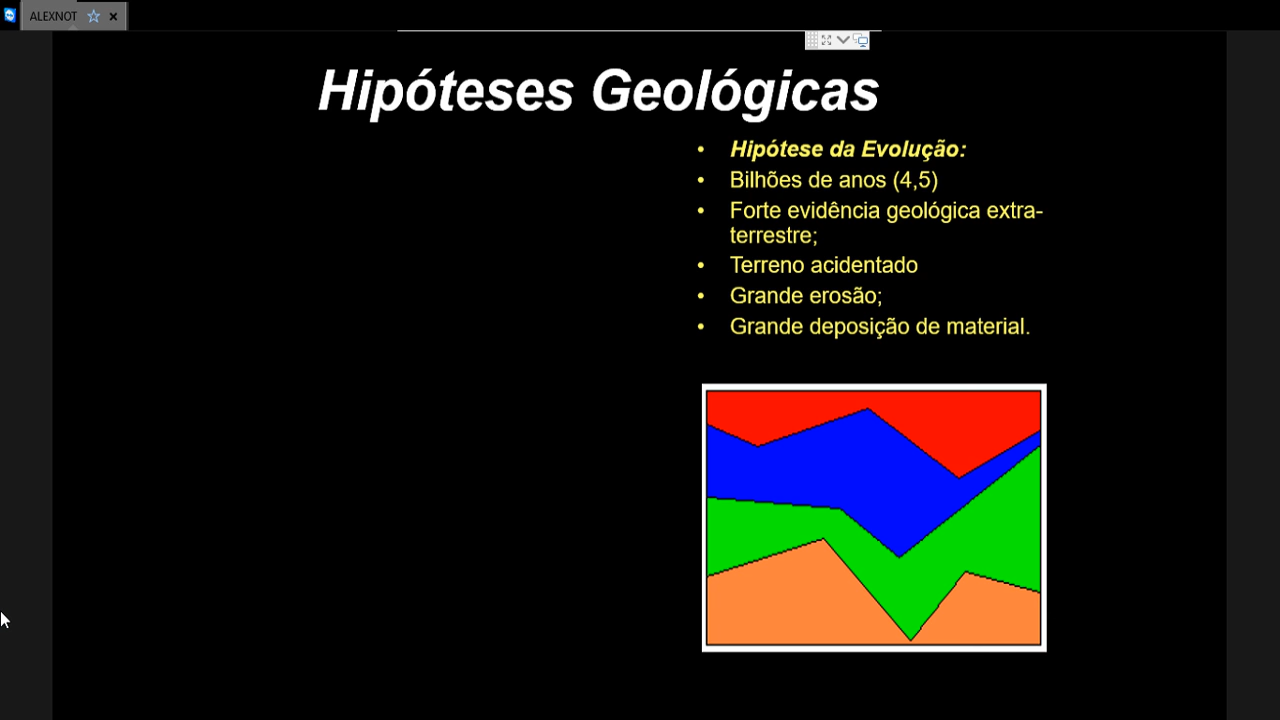 ALEXNOT
Hipóteses Geológicas
• Hipótese da Evolução:
• Bilhões de anos (4,5)
• Forte evidência geológica extra-
terrestre;
• Terreno acidentado
• Grande erosão;
• Grande deposição de material.